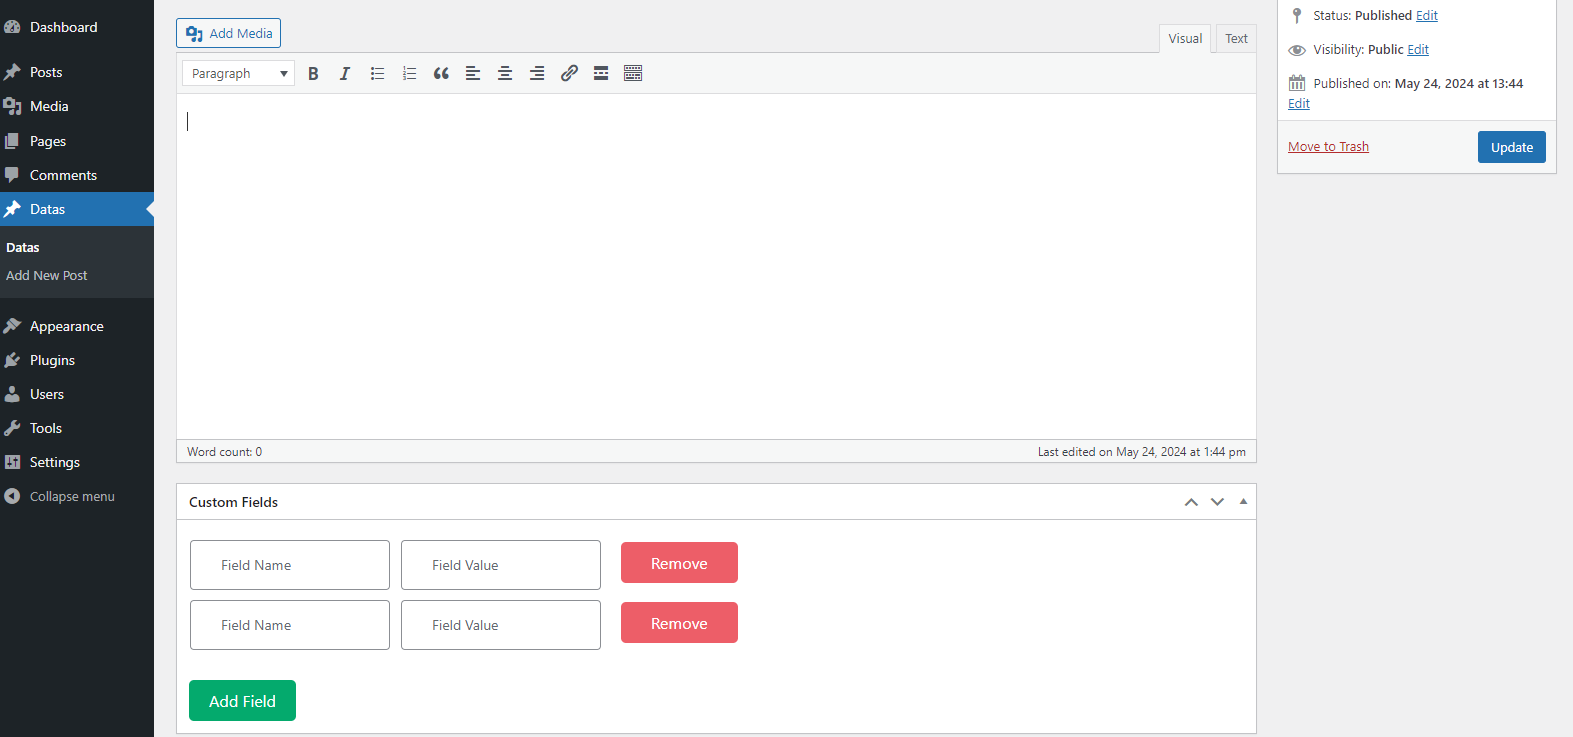 Dashboard
Posts
Media
Pages
Comments
Datas
Datas
Add New Post
Appearance
Plugins
Users
Tools
Settings
Collapse menu
Add Media
Visual Text
Paragraph B I
Word count: 0 Last edited on May 24, 2024 at 1:44 pm
Custom Fields
Field Name Field Value Remove
Field Name Field Value Remove
Add Field
Status: Published Edit
Visibility: Public Edit
Published on: May 24, 2024 at 13:44
Edit
Move to Trash Update